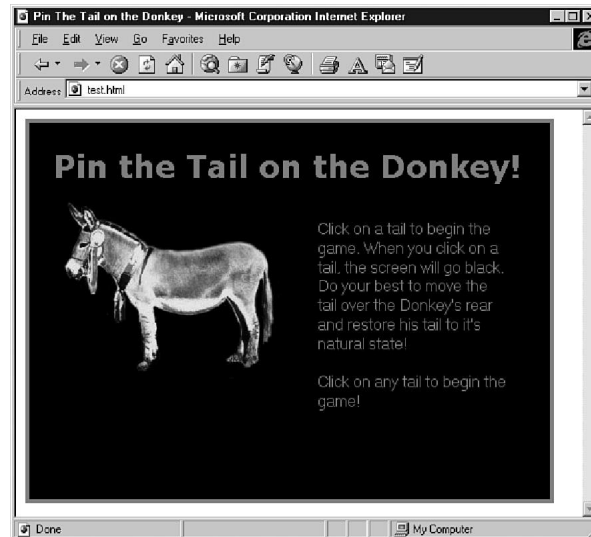 Pin The Tail on the Donkey - Microsoft Corporation Internet Explorer
File Edit View Go Favorites Help
Address test.html
Pin the Tail on the Donkey!
Click on a tail to begin the
game. When you click on a
tail, the screen will go black.
Do your best to move the
tail over the Donkey's rear
and restore his tail to it's
natural state!
Click on any tail to begin the
game!
Done My Computer